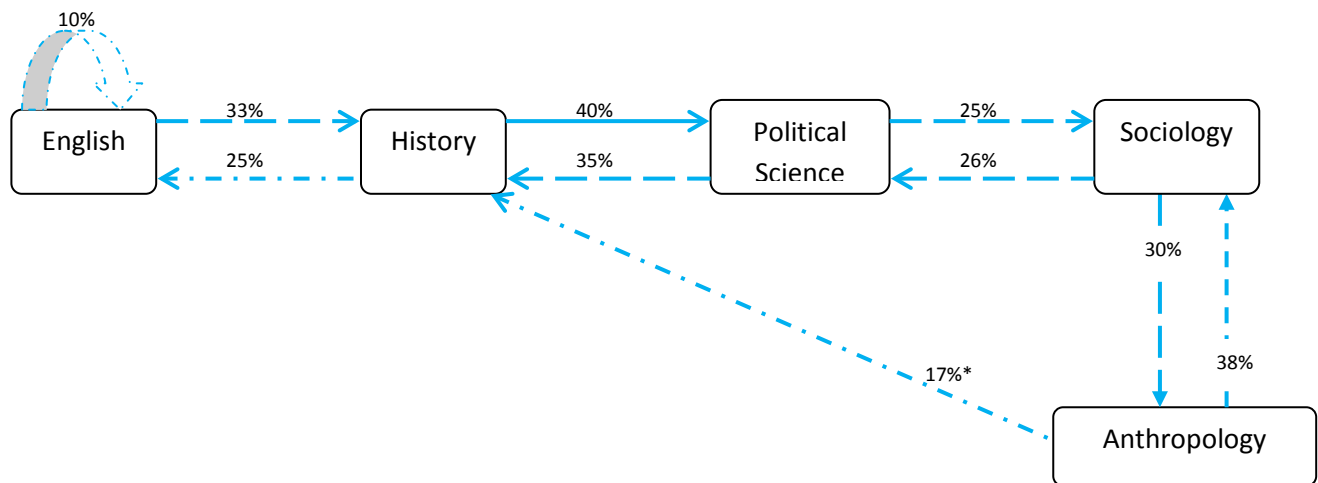 10%
33%
40%
25%
English
History
Political
Science
Sociology
25%
35%
26%
30%
38%
17%*
Anthropology